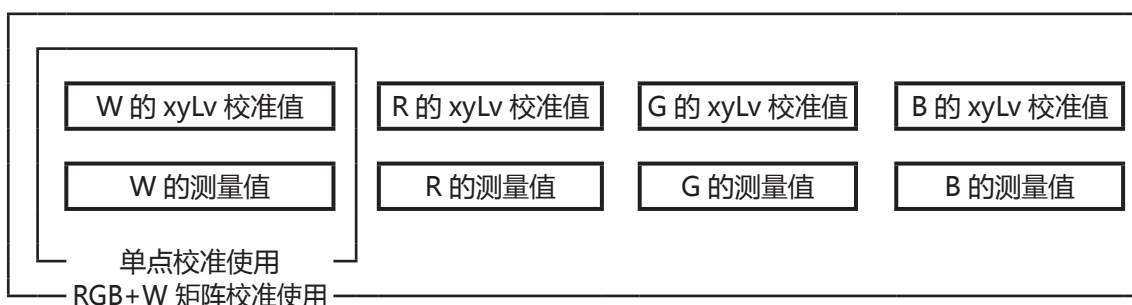 W 的 xyLv 校准值 R 的 xyLv 校准值 G 的 xyLv 校准值 B 的 xyLv 校准值
W 的测量值 R 的测量值 G 的测量值 B 的测量值
单点校准使用
RGB+W 矩阵校准使用